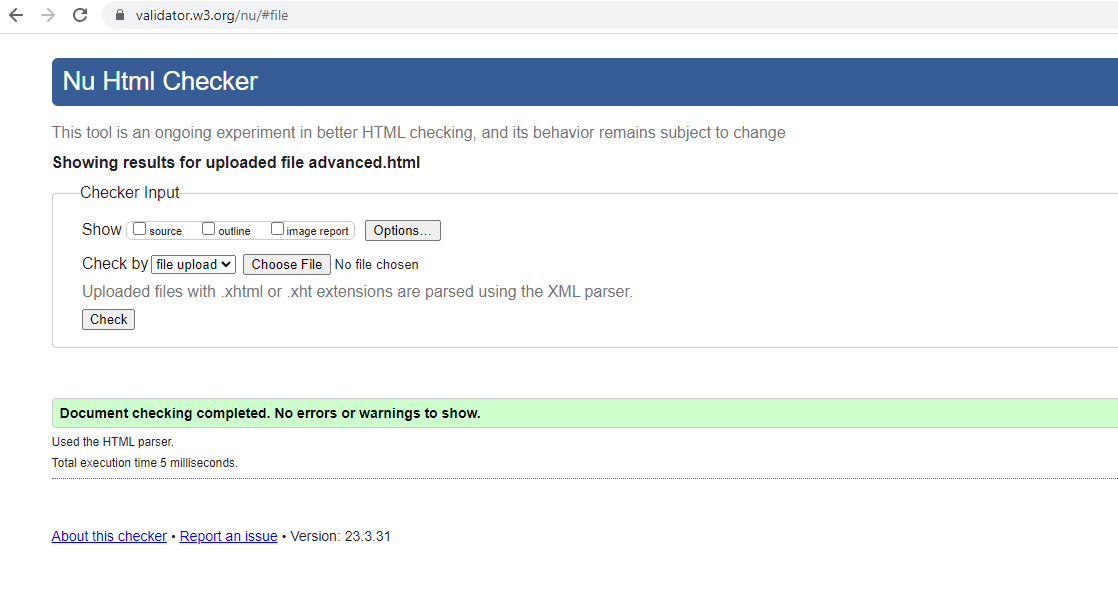 validator.w3.org/nu/#file
Nu Html Checker
This tool is an ongoing experiment in better HTML checking, and its behavior remains subject to change
Showing results for uploaded file advanced.html
Checker Input
Show source outline image report Options...
Check by file upload Choose File No file chosen
Uploaded files with .xhtml or .xht extensions are parsed using the XML parser.
Check
Document checking completed. No errors or warnings to show.
Used the HTML parser.
Total execution time 5 milliseconds.
About this checker • Report an issue • Version: 23.3.31